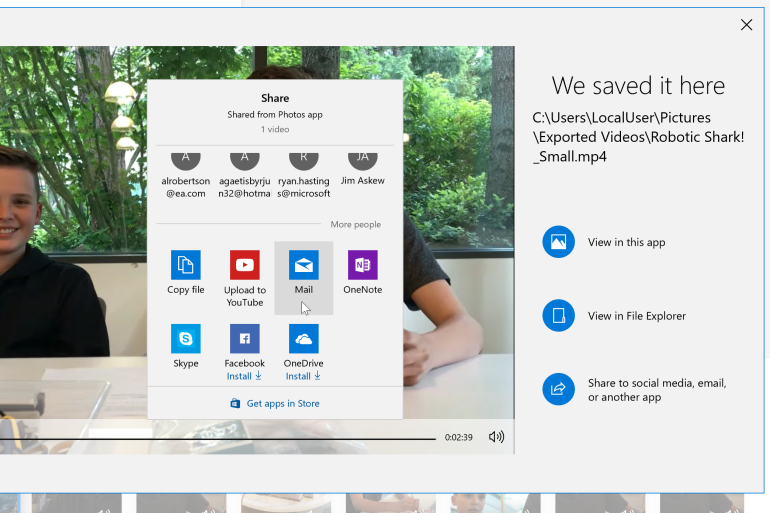 Share
Shared from Photos app
1 video
A
A
R
JA
alrobertson
@ea.com
agaetisbyrju
n32@hotmai
ryan.hasting
s@microsoft
Jim Askew
More people
Copy file
Upload to
YouTube
Mail
N
OneNote
S
Skype
f
Facebook
Install
OneDrive
Install
Get apps in Store
0:02:39
We saved it here
C:\Users\LocalUser\Pictures
\Exported Videos\Robotic Shark!
_Small.mp4
View in this app
View in File Explorer
Share to social media, email,
or another app